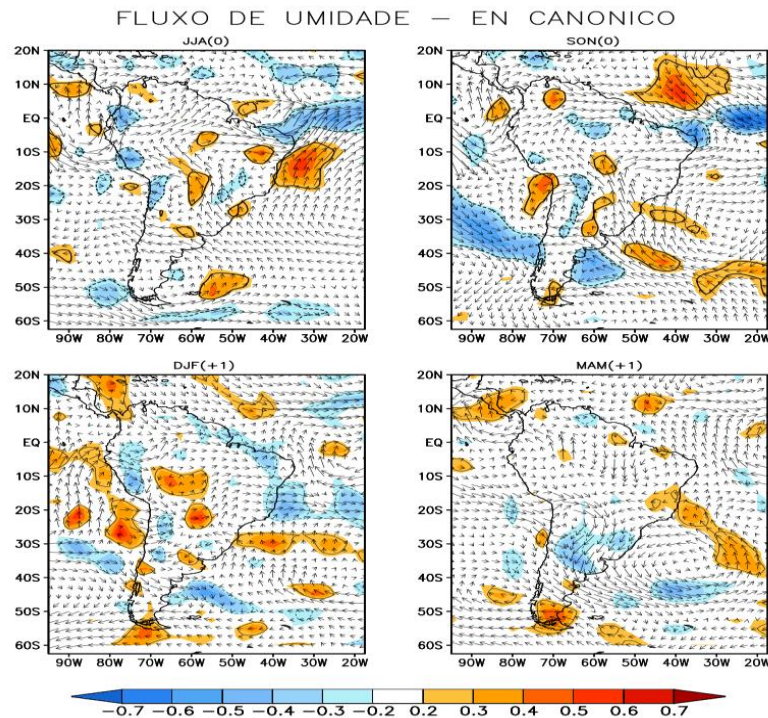 FLUXO DE UMIDADE – EN CANONICO
JJA(0)
20N
10N
EQ
10S
20S
30S
40S
50S
60S
90W 80W 70W 60W 50W 40W 30W 20W
SON(0)
20N
10N
EQ
10S
20S
30S
40S
50S
60S
90W 80W 70W 60W 50W 40W 30W 20W
DJF(+1)
20N
10N
EQ
10S
20S
30S
40S
50S
60S
90W 80W 70W 60W 50W 40W 30W 20W
MAM(+1)
20N
10N
EQ
10S
20S
30S
40S
50S
60S
90W 80W 70W 60W 50W 40W 30W 20W
-0.7 -0.6 -0.5 -0.4 -0.3 -0.2 0.2 0.3 0.4 0.5 0.6 0.7